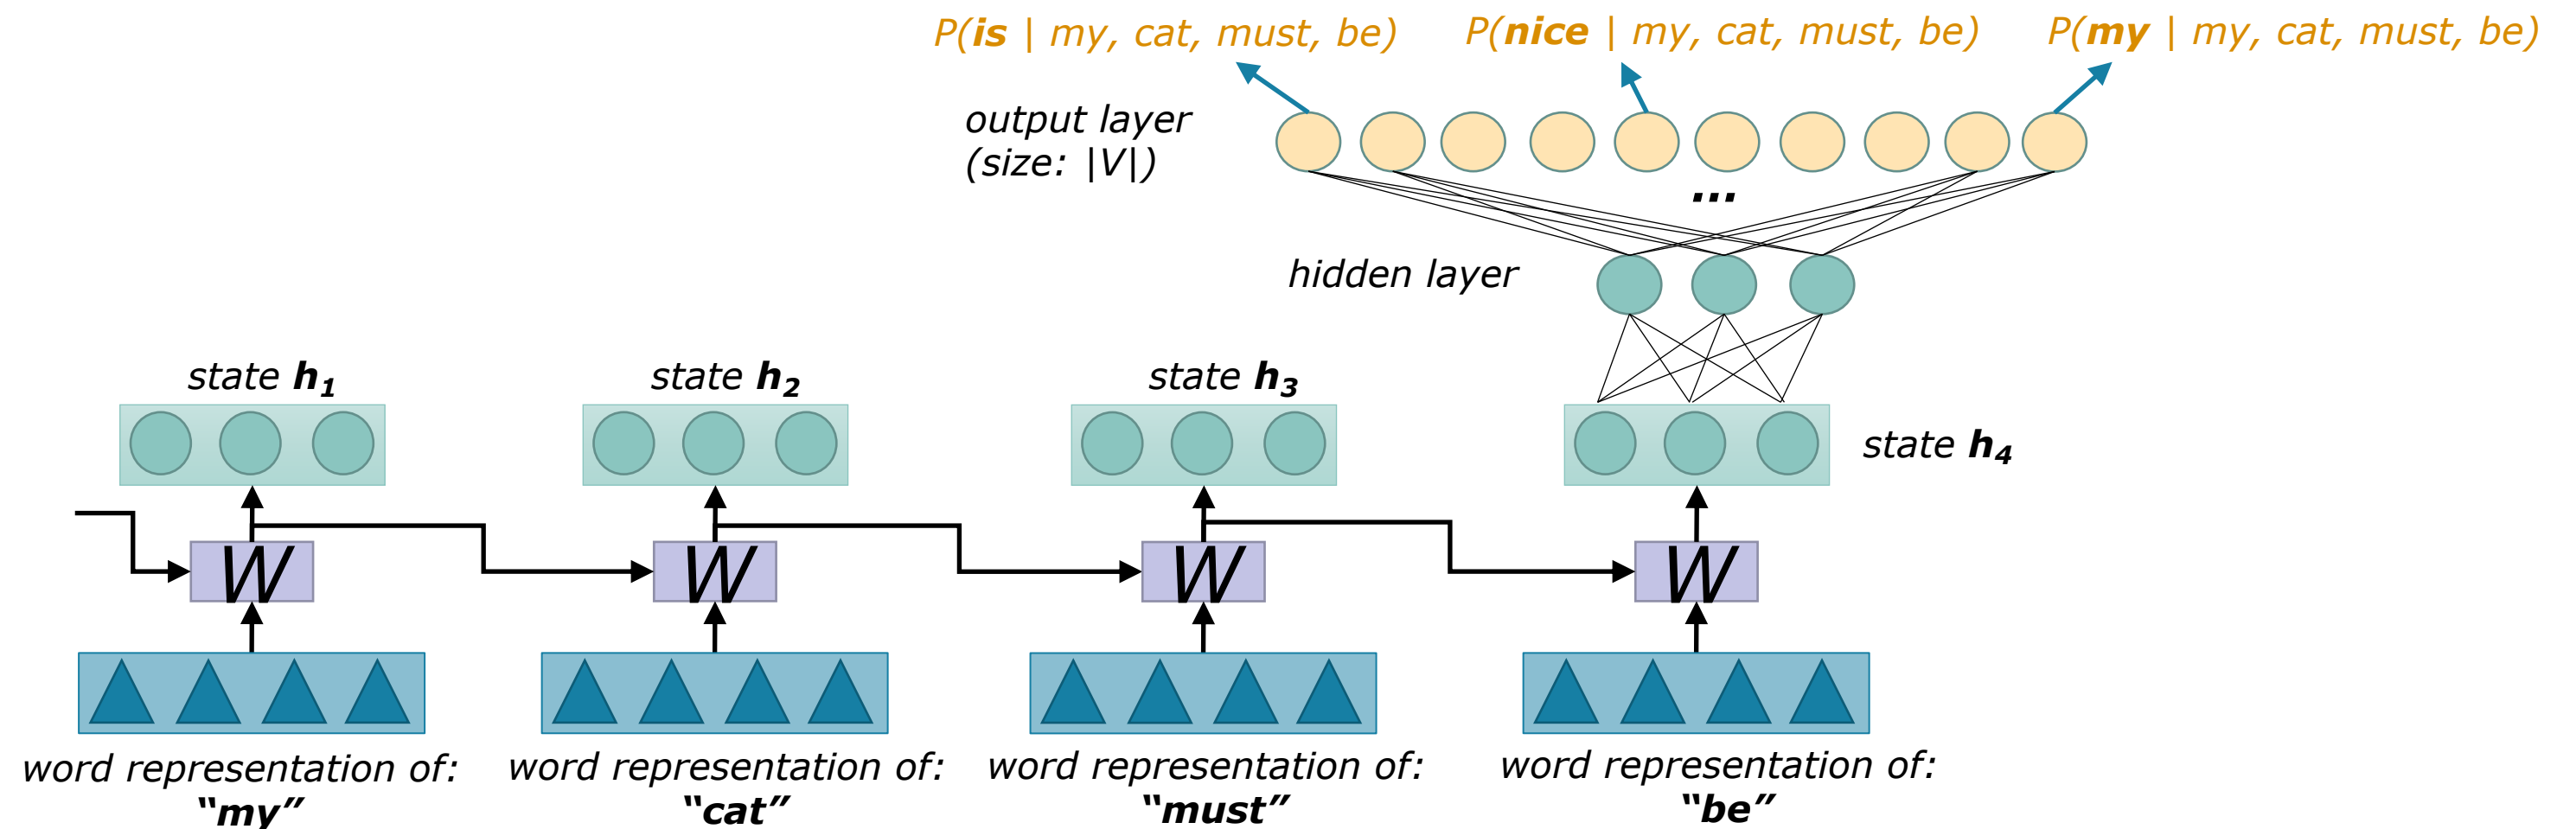 P(is | my, cat, must, be) P(nice | my, cat, must, be) P(my | my, cat, must, be)
output layer
(size: |V|)
...
hidden layer
state h1 state h2 state h3
state h4
W W W W
word representation of: word representation of: word representation of: word representation of:
“my” “cat” “must” “be”